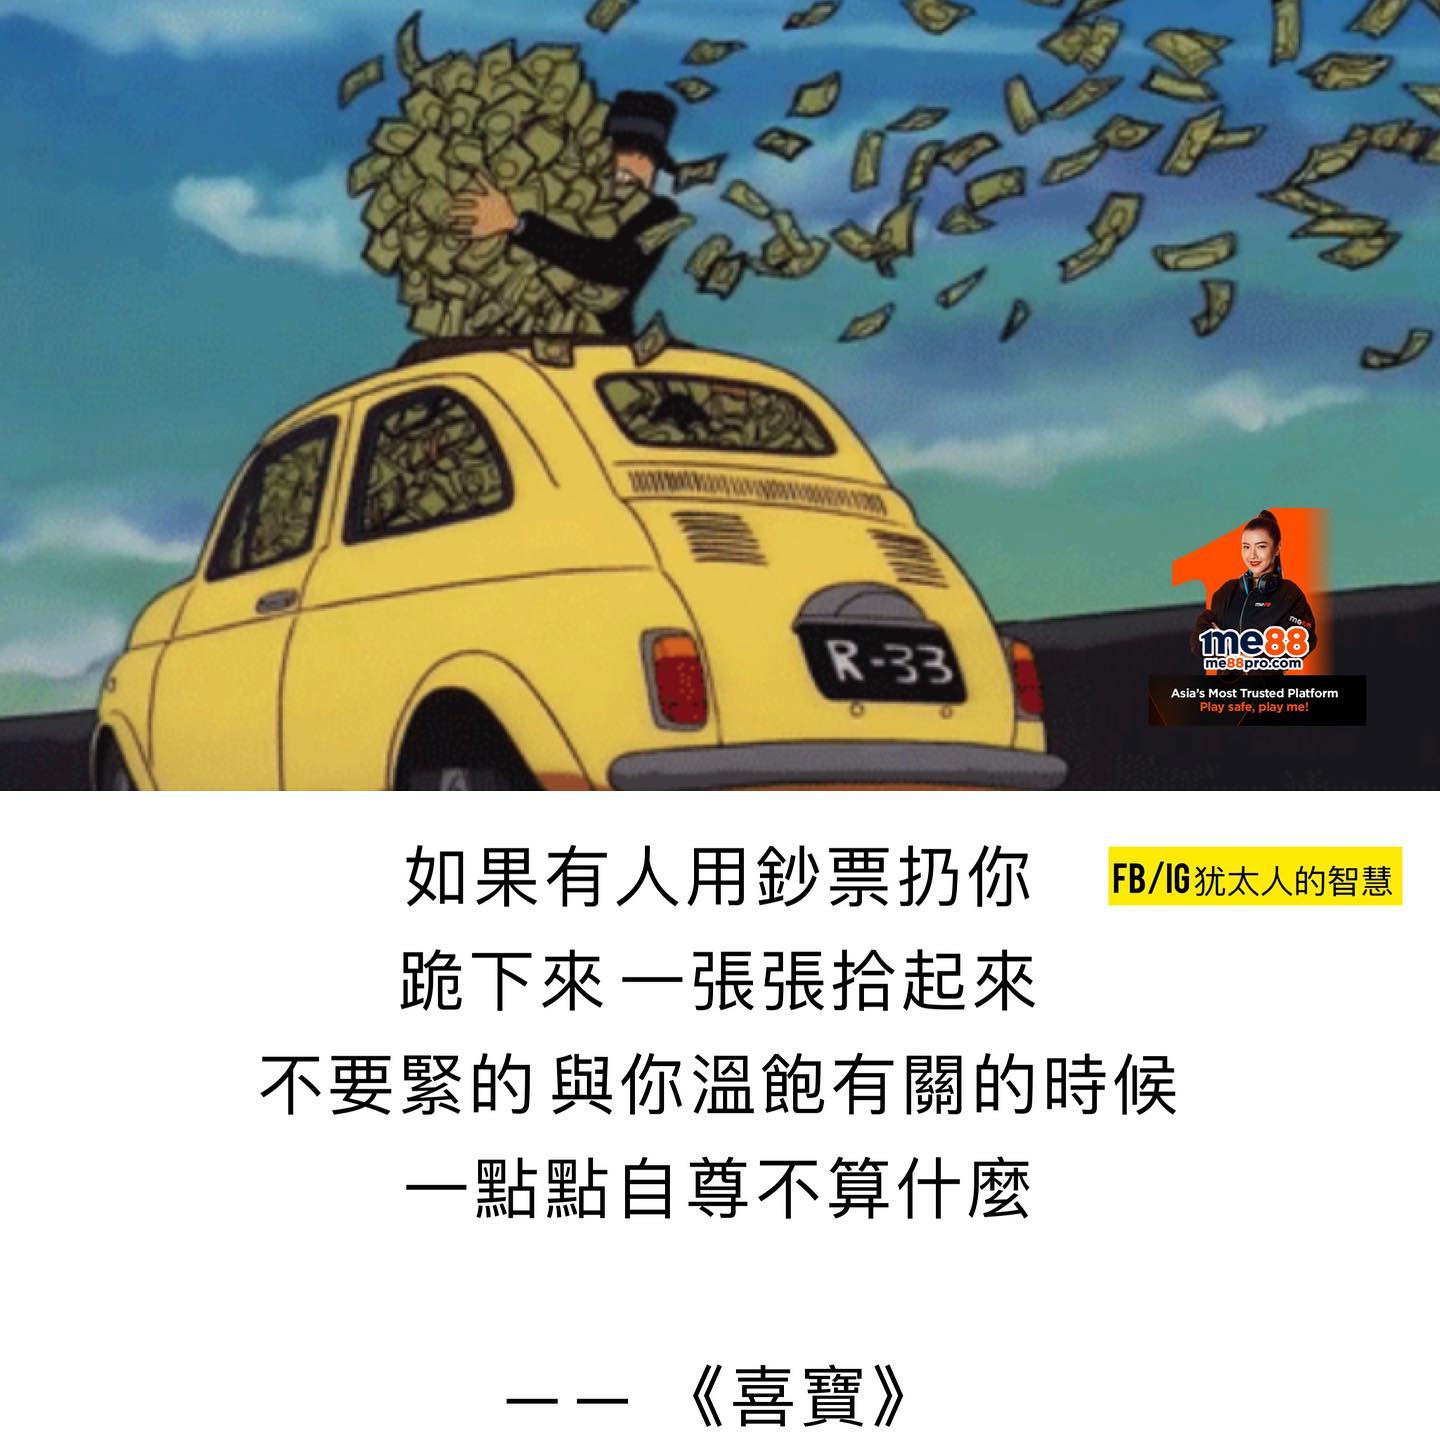 R-33
me88
me88
me88
me88pro.com
Asia's Most Trusted Platform
Play safe, play me!
如果有人用鈔票扔你
FB/IG犹太人的智慧
跪下來 一張張拾起來
不要緊的 與你溫飽有關的時候
一點點自尊不算什麼
—— 《喜寶》